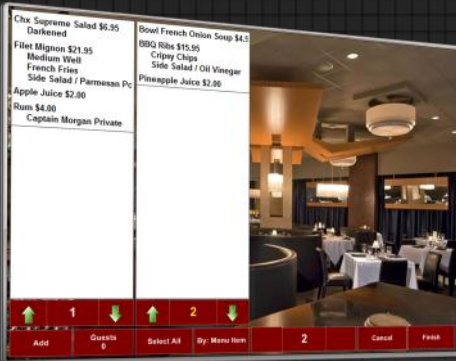 Chx Supreme Salad $6.95
Darkened
Filet Mignon $21.95
Medium Well
French Fries
Side Salad / Parmesan Pc
Apple Juice $2.00
Rum $4.00
Captain Morgan Private
Bowl French Onion Soup $4.5
BBQ Ribs $15.95
Cripsy Chips
Side Salad / Oil Vinegar
Pineapple Juice $2.00
1
2
Add
Guests
0
Select All
By: Menu Item
2
Cancel
Finish